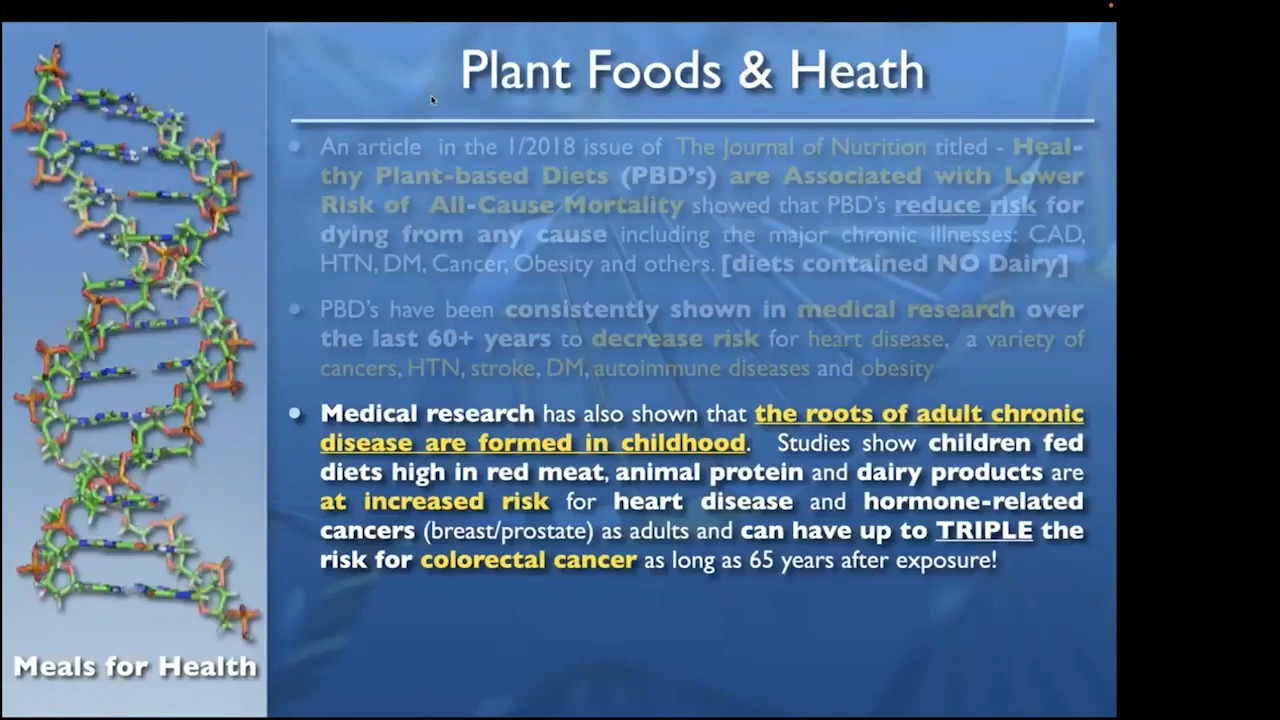 Plant Foods & Heath
• An article in the 1/2018 issue of The Journal of Nutrition titled - Heal-
thy Plant-based Diets (PBD's) are Associated with Lower
Risk of All-Cause Mortality showed that PBD's reduce risk for
dying from any cause including the major chronic illnesses: CAD,
HTN, DM, Cancer, Obesity and others. [diets contained NO Dairy]
• PBD's have been consistently shown in medical research over
the last 60+ years to decrease risk for heart disease, a variety of
cancers, HTN, stroke, DM, autoimmune diseases and obesity
• Medical research has also shown that the roots of adult chronic
disease are formed in childhood. Studies show children fed
diets high in red meat, animal protein and dairy products are
at increased risk for heart disease and hormone-related
cancers (breast/prostate) as adults and can have up to TRIPLE the
risk for colorectal cancer as long as 65 years after exposure!
Meals for Health